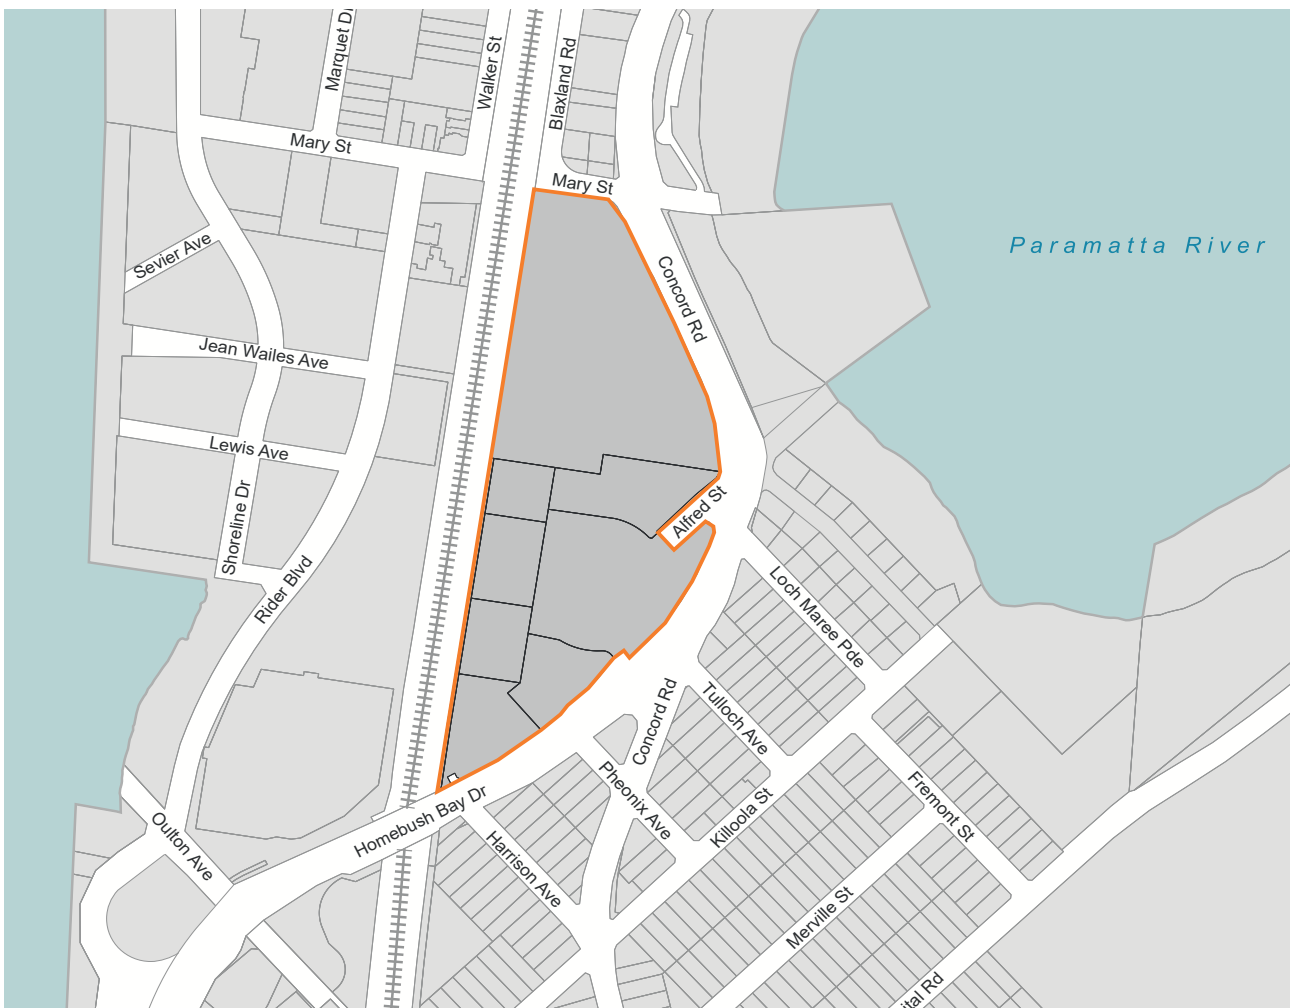 Marquet Dr
Walker St
Blaxland Rd
Mary St
Mary St
Sevier Ave
Paramatta River
Concord Rd
Jean Wailes Ave
Lewis Ave
Shoreline Dr
Alfred St
Rider Blvd
Loch Maree Pde
Tulloch Ave
Concord Rd
Pheonix Ave
Fremont St
Killoola St
Homebush Bay Dr
Oulton Ave
Harrison Ave
Merville St
ital Rd